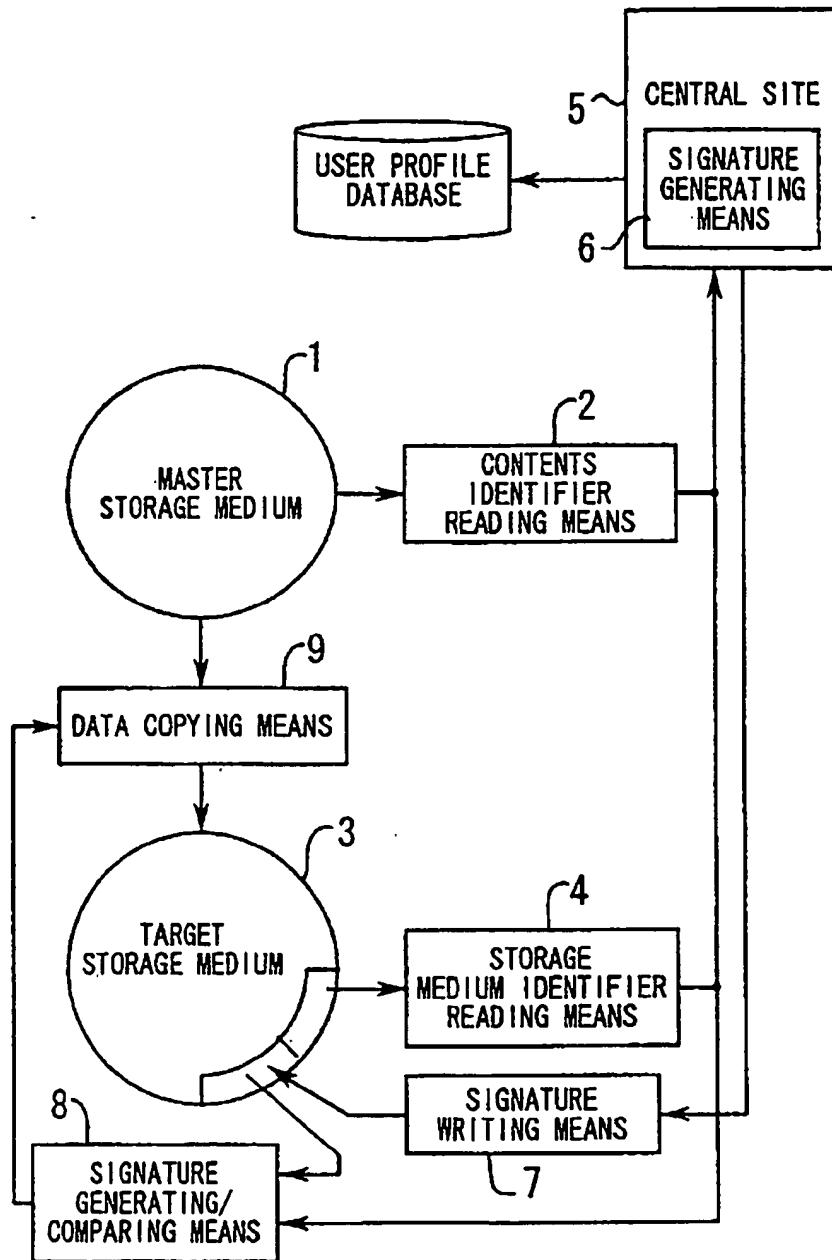 5
CENTRAL SITE
USER PROFILE
DATABASE
SIGNATURE
GENERATING
MEANS
6
1
MASTER
STORAGE MEDIUM
2
CONTENTS
IDENTIFIER
READING MEANS
9
DATA COPYING MEANS
3
TARGET
STORAGE MEDIUM
4
STORAGE
MEDIUM IDENTIFIER
READING MEANS
SIGNATURE
WRITING MEANS
7
8
SIGNATURE
GENERATING/
COMPARING MEANS